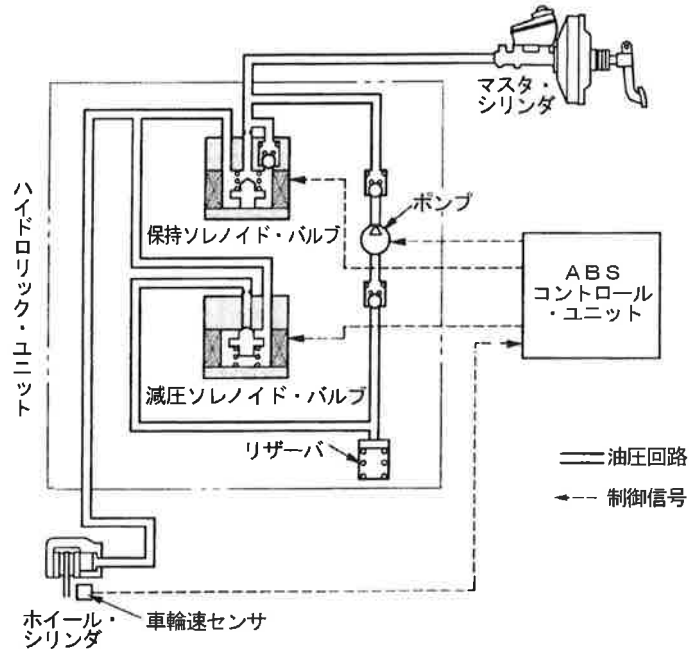 マスタ・
シリンダ
ハイドロリック・ユニット
保持ソレノイド・バルブ
ポンプ
ABS
コントロール
・ユニット
減圧ソレノイド・バルブ
リザーバ
油圧回路
制御信号
ホイール・
シリンダ
車輪速センサ